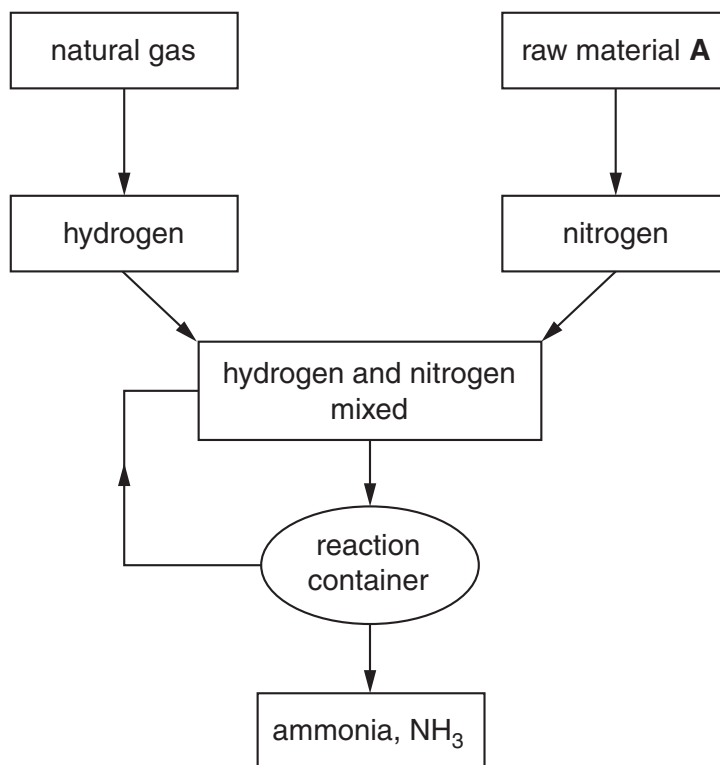 natural gas
raw material A
hydrogen
nitrogen
hydrogen and nitrogen
mixed
reaction
container
ammonia, NH₃